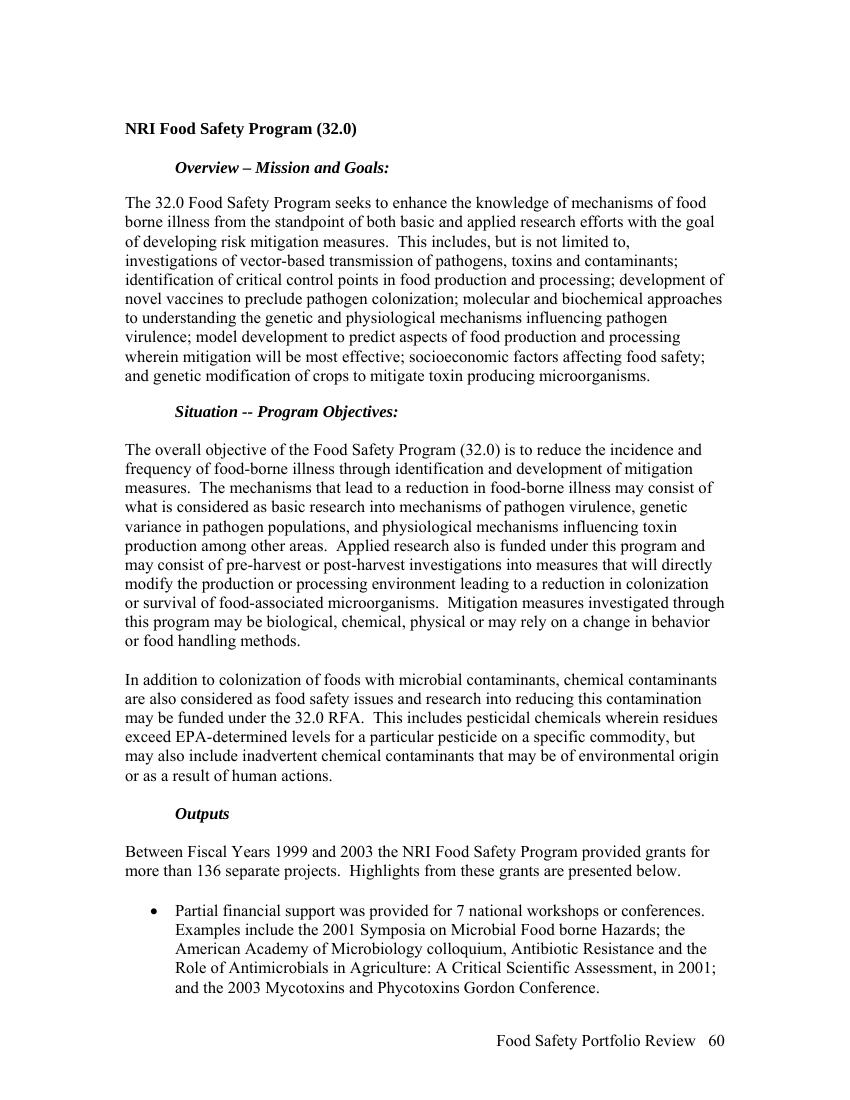 NRI Food Safety Program (32.0)
Overview – Mission and Goals:
The 32.0 Food Safety Program seeks to enhance the knowledge of mechanisms of food
borne illness from the standpoint of both basic and applied research efforts with the goal
of developing risk mitigation measures.  This includes, but is not limited to,
investigations of vector-based transmission of pathogens, toxins and contaminants;
identification of critical control points in food production and processing; development of
novel vaccines to preclude pathogen colonization; molecular and biochemical approaches
to understanding the genetic and physiological mechanisms influencing pathogen
virulence; model development to predict aspects of food production and processing
wherein mitigation will be most effective; socioeconomic factors affecting food safety;
and genetic modification of crops to mitigate toxin producing microorganisms.
Situation -- Program Objectives:
The overall objective of the Food Safety Program (32.0) is to reduce the incidence and
frequency of food-borne illness through identification and development of mitigation
measures.  The mechanisms that lead to a reduction in food-borne illness may consist of
what is considered as basic research into mechanisms of pathogen virulence, genetic
variance in pathogen populations, and physiological mechanisms influencing toxin
production among other areas.  Applied research also is funded under this program and
may consist of pre-harvest or post-harvest investigations into measures that will directly
modify the production or processing environment leading to a reduction in colonization
or survival of food-associated microorganisms.  Mitigation measures investigated through
this program may be biological, chemical, physical or may rely on a change in behavior
or food handling methods.
In addition to colonization of foods with microbial contaminants, chemical contaminants
are also considered as food safety issues and research into reducing this contamination
may be funded under the 32.0 RFA.  This includes pesticidal chemicals wherein residues
exceed EPA-determined levels for a particular pesticide on a specific commodity, but
may also include inadvertent chemical contaminants that may be of environmental origin
or as a result of human actions.
Outputs
Between Fiscal Years 1999 and 2003 the NRI Food Safety Program provided grants for
more than 136 separate projects.  Highlights from these grants are presented below.
• Partial financial support was provided for 7 national workshops or conferences.
Examples include the 2001 Symposia on Microbial Food borne Hazards; the
American Academy of Microbiology colloquium, Antibiotic Resistance and the
Role of Antimicrobials in Agriculture: A Critical Scientific Assessment, in 2001;
and the 2003 Mycotoxins and Phycotoxins Gordon Conference.
Food Safety Portfolio Review   60